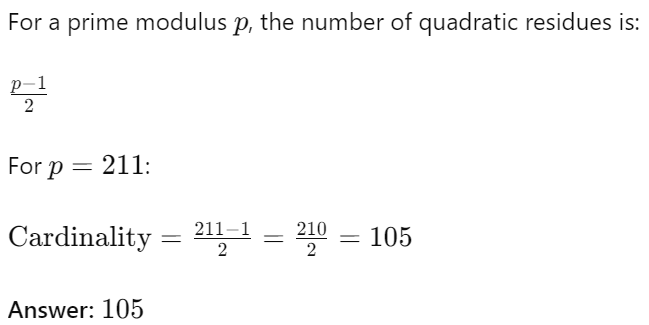 For a prime modulus p, the number of quadratic residues is:
p−1/2
For p = 211:
Cardinality = 211−1/2 = 210/2 = 105
Answer: 105